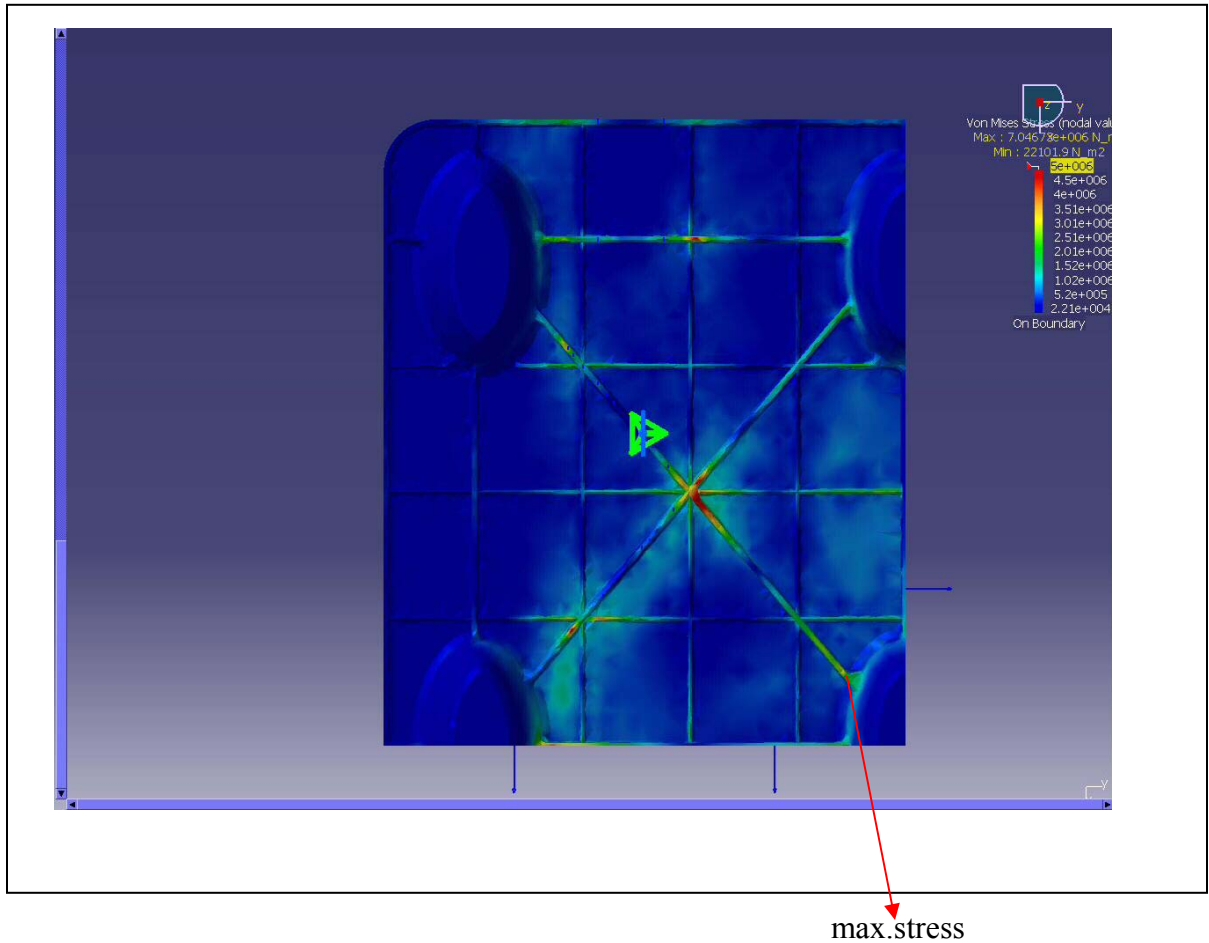 z y
Von Mises Stress (nodal valu
Max : 7.04678e+006 N_m
Min : 22101.9 N_m2
5e+006
4.5e+006
4e+006
3.51e+006
3.01e+006
2.51e+006
2.01e+006
1.52e+006
1.02e+006
5.2e+005
2.21e+004
On Boundary
y
max.stress